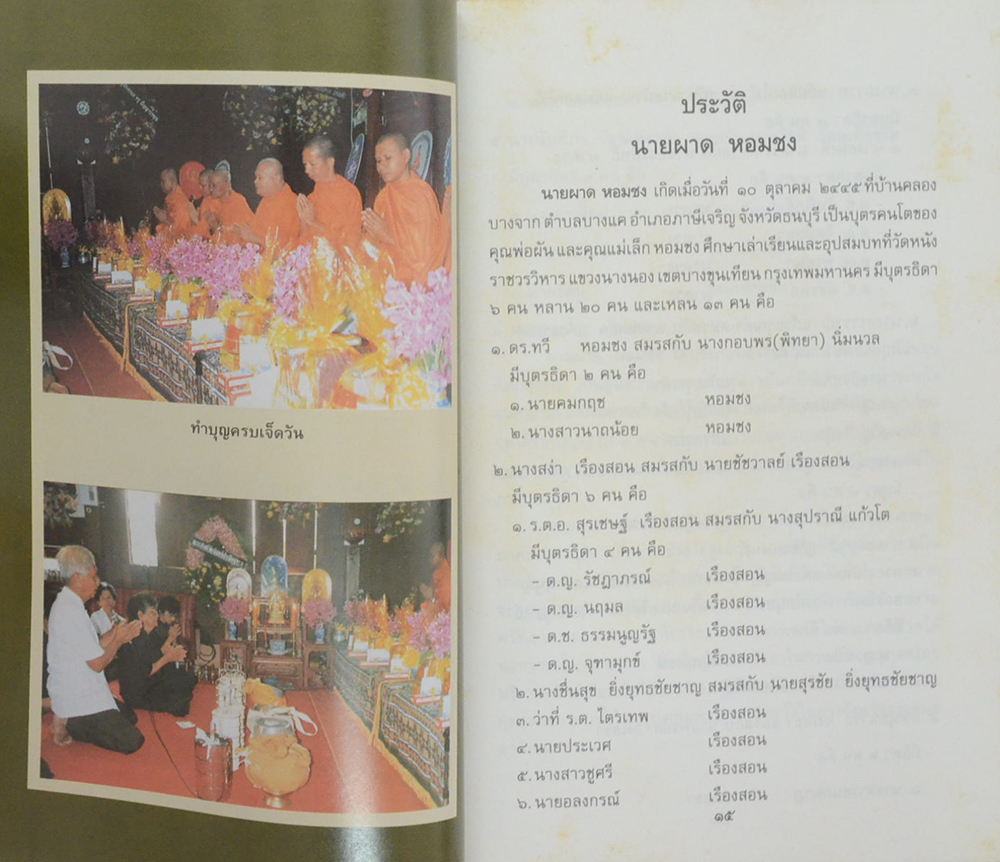 ทำบุญครบเจ็ดวัน
ประวัติ
นายผาด หอมชง
นายผาด หอมชง เกิดเมื่อวันที่ ๑๐ ตุลาคม ๒๔๔๕ ที่บ้านคลอง
บางจาก ตำบลบางแค อำเภอภาษีเจริญ จังหวัดธนบุรี เป็นบุตรคนโตของ
คุณพ่อผัน และคุณแม่เล็ก หอมชง ศึกษาเล่าเรียนและอุปสมบทที่วัดหนัง
ราชวรวิหาร แขวงนางนอง เขตบางขุนเทียน กรุงเทพมหานคร มีบุตรธิดา
๖ คน หลาน ๒๐ คน และเหลน ๑๓ คน คือ
๑. ดร.ทวี หอมชง สมรสกับ นางกอบพร(พิทยา) นิ่มนวล
มีบุตรธิดา ๒ คน คือ
๑. นายคมกฤช หอมชง
๒. นางสาวนาถน้อย หอมชง
๒. นางสง่า เรืองสอน สมรสกับ นายชัชวาลย์ เรืองสอน
มีบุตรธิดา ๖ คน คือ
๑. ร.ต.อ. สุรเชษฐ์ เรืองสอน สมรสกับ นางสุปราณี แก้วโต
มีบุตรธิดา ๔ คน คือ
– ด.ญ. รัชฎาภรณ์ เรืองสอน
– ด.ญ. นฤมล เรืองสอน
– ด.ช. ธรรมนูญรัฐ เรืองสอน
– ด.ญ. จุฑามุกข์ เรืองสอน
๒. นางชื่นสุข ยิ่งยุทธชัยชาญ สมรสกับ นายสุรชัย ยิ่งยุทธชัยชาญ
๓. ว่าที่ ร.ต. ไตรเทพ เรืองสอน
๔. นายประเวศ เรืองสอน
๕. นางสาวชูศรี เรืองสอน
๖. นายอลงกรณ์ เรืองสอน
๑๕